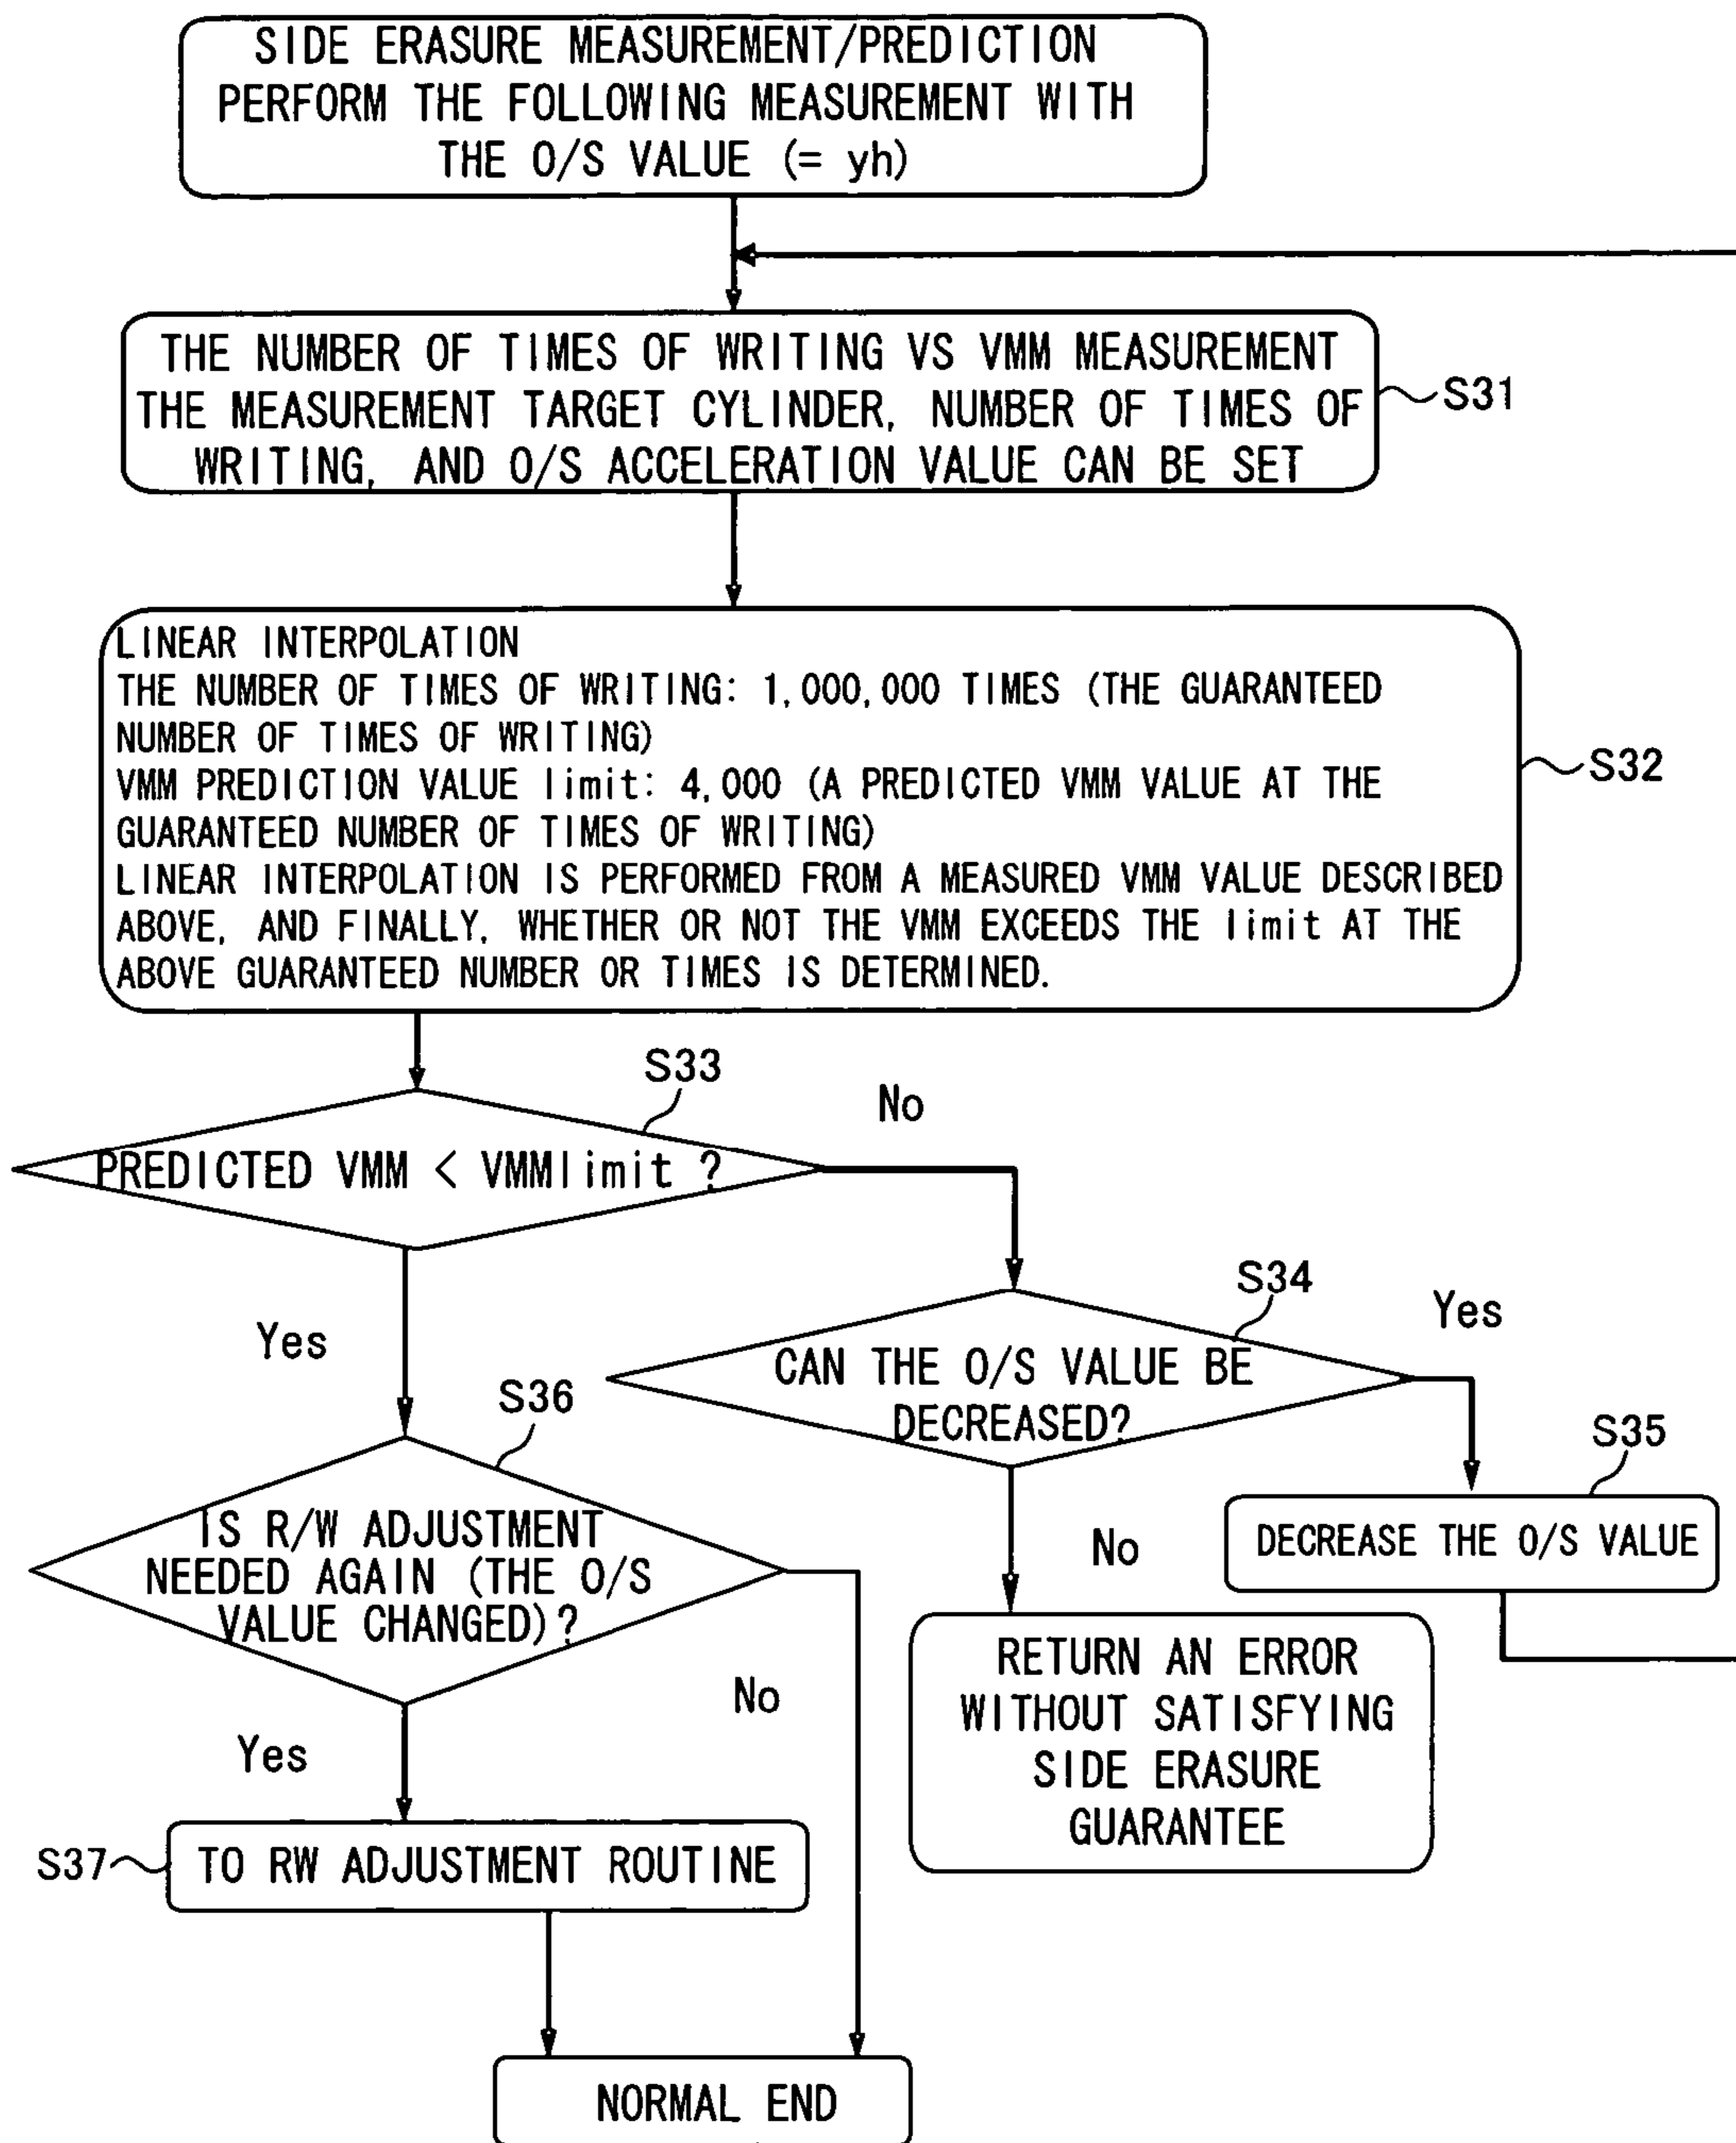 SIDE ERASURE MEASUREMENT/PREDICTION
PERFORM THE FOLLOWING MEASUREMENT WITH
THE O/S VALUE (= yh)
THE NUMBER OF TIMES OF WRITING VS VMM MEASUREMENT
THE MEASUREMENT TARGET CYLINDER, NUMBER OF TIMES OF
WRITING, AND O/S ACCELERATION VALUE CAN BE SET
S31
LINEAR INTERPOLATION
THE NUMBER OF TIMES OF WRITING: 1,000,000 TIMES (THE GUARANTEED
NUMBER OF TIMES OF WRITING)
VMM PREDICTION VALUE limit: 4,000 (A PREDICTED VMM VALUE AT THE
GUARANTEED NUMBER OF TIMES OF WRITING)
LINEAR INTERPOLATION IS PERFORMED FROM A MEASURED VMM VALUE DESCRIBED
ABOVE, AND FINALLY, WHETHER OR NOT THE VMM EXCEEDS THE limit AT THE
ABOVE GUARANTEED NUMBER OR TIMES IS DETERMINED.
S32
S33
No
PREDICTED VMM < VMMlimit ?
Yes
S34
Yes
CAN THE O/S VALUE BE
DECREASED?
S36
S35
IS R/W ADJUSTMENT
NEEDED AGAIN (THE O/S
VALUE CHANGED)?
No
DECREASE THE O/S VALUE
RETURN AN ERROR
WITHOUT SATISFYING
SIDE ERASURE
GUARANTEE
No
Yes
S37
TO RW ADJUSTMENT ROUTINE
NORMAL END